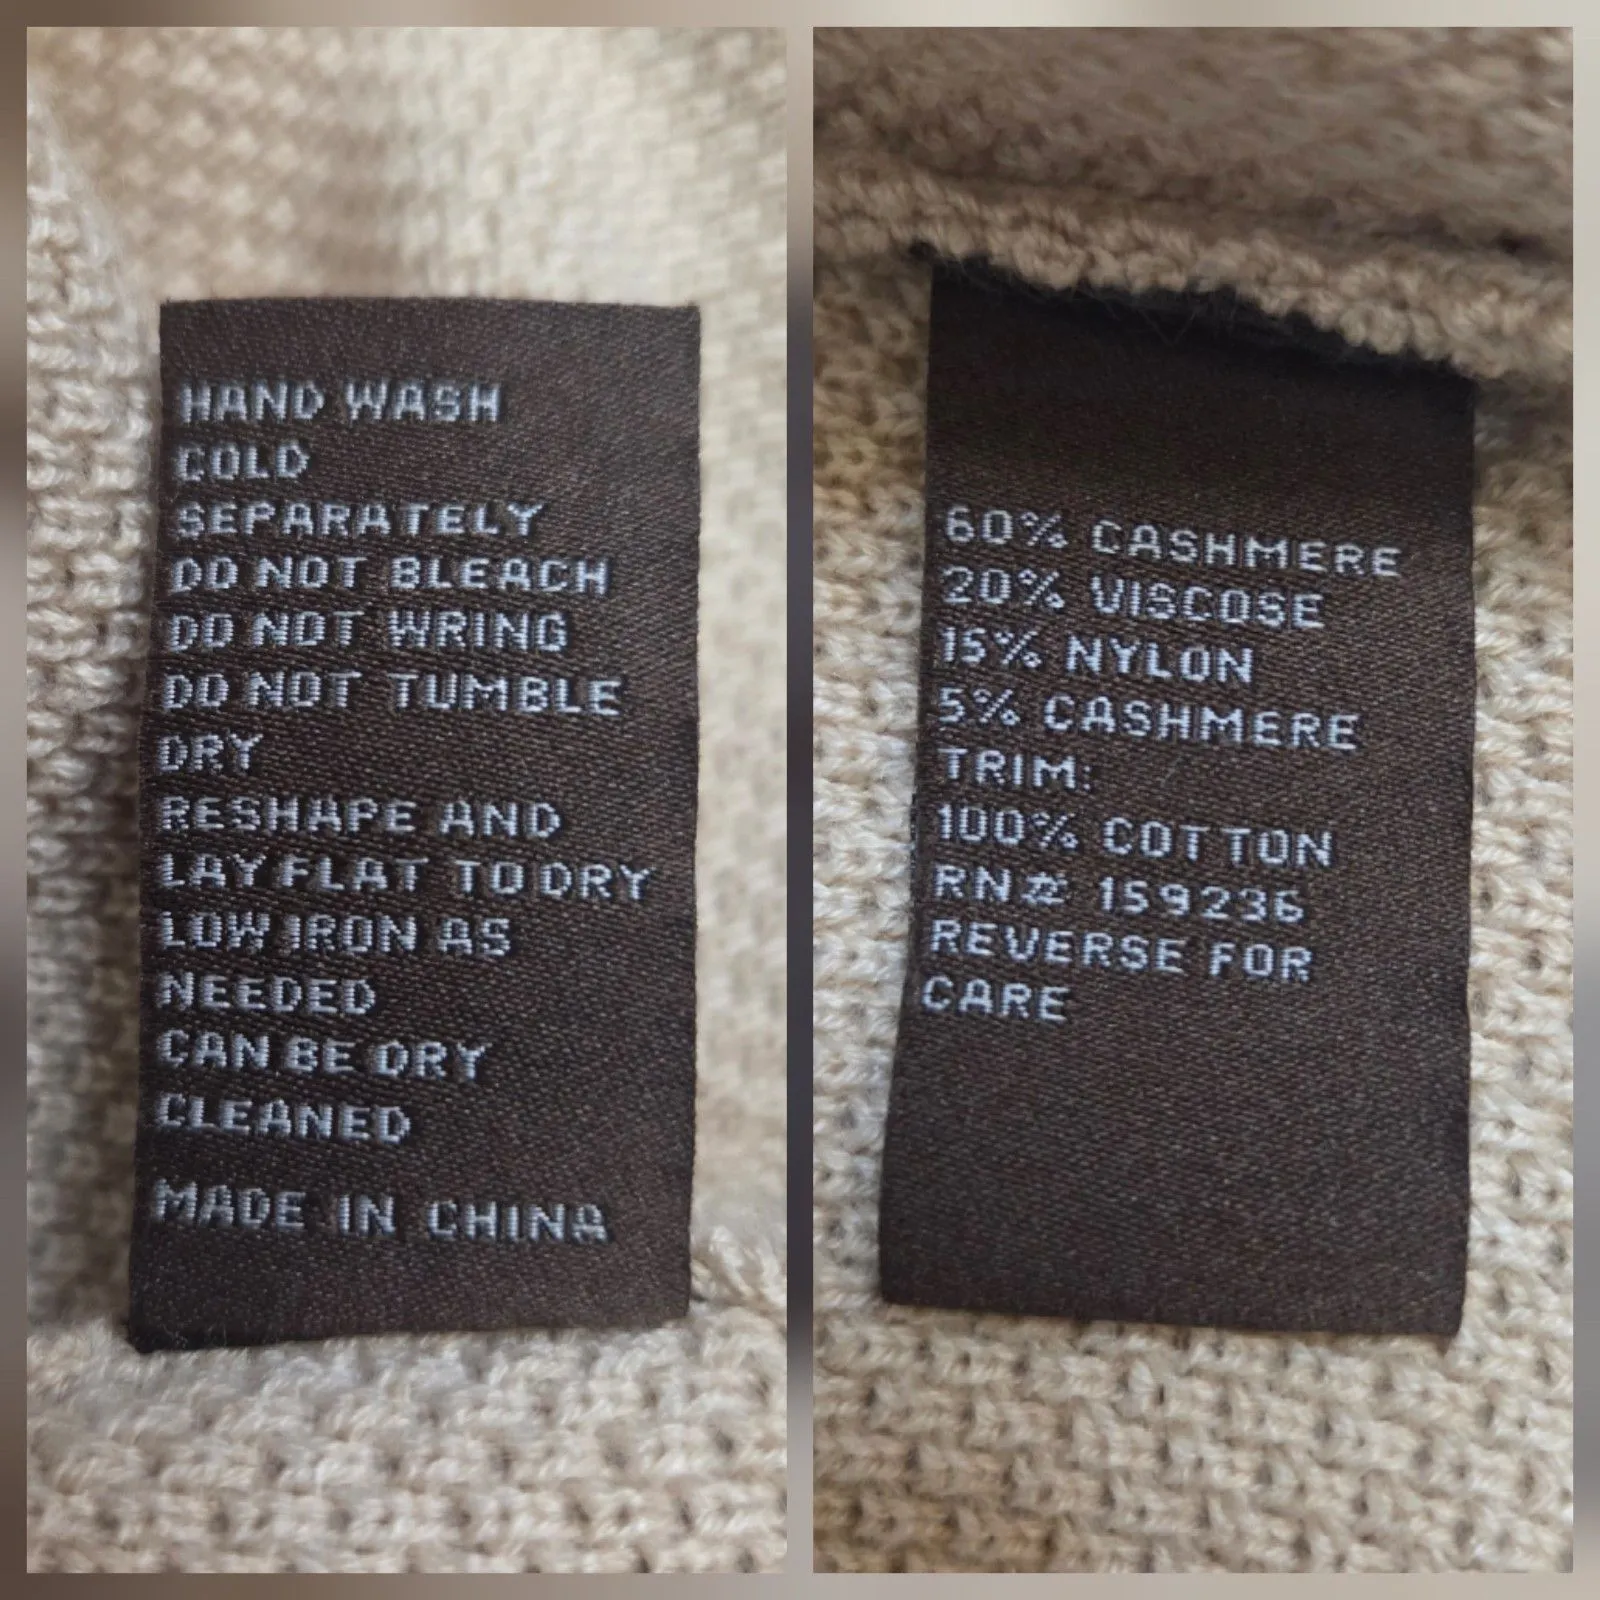 HAND WASH
COLD
SEPARATELY
DO NOT BLEACH
DO NOT WRING
DO NOT TUMBLE
DRY
RESHAPE AND
LAY FLAT TO DRY
LOW IRON AS
NEEDED
CAN BE DRY
CLEANED
MADE IN CHINA
60% CASHMERE
20% VISCOSE
15% NYLON
5% CASHMERE
TRIM:
100% COTTON
RN# 159236
REVERSE FOR
CARE